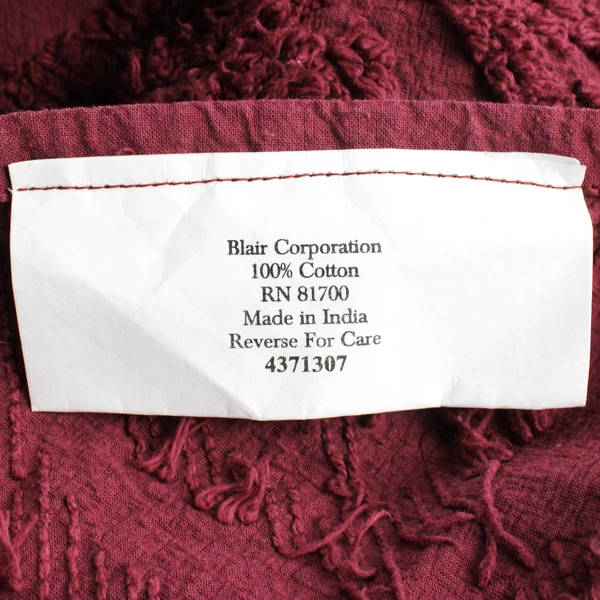 Blair Corporation
100% Cotton
RN 81700
Made in India
Reverse For Care
4371307